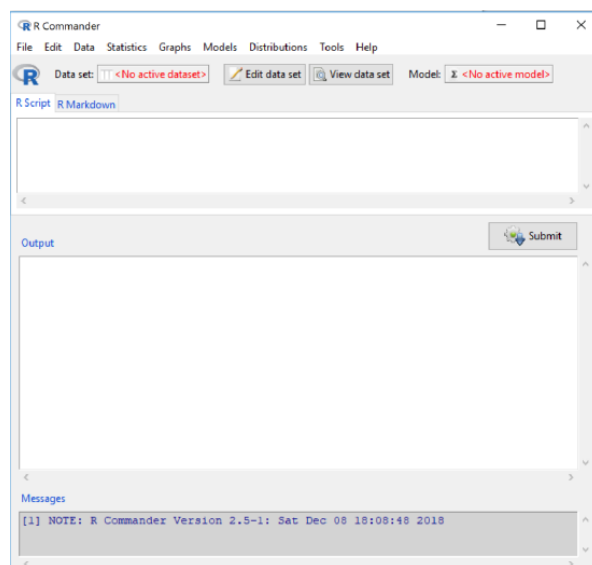 R R Commander
File Edit Data Statistics Graphs Models Distributions Tools Help
R Data set: <No active dataset> Edit data set View data set Model: Σ <No active model>
R Script R Markdown
Submit
Output
Messages
[1] NOTE: R Commander Version 2.5-1: Sat Dec 08 18:08:48 2018